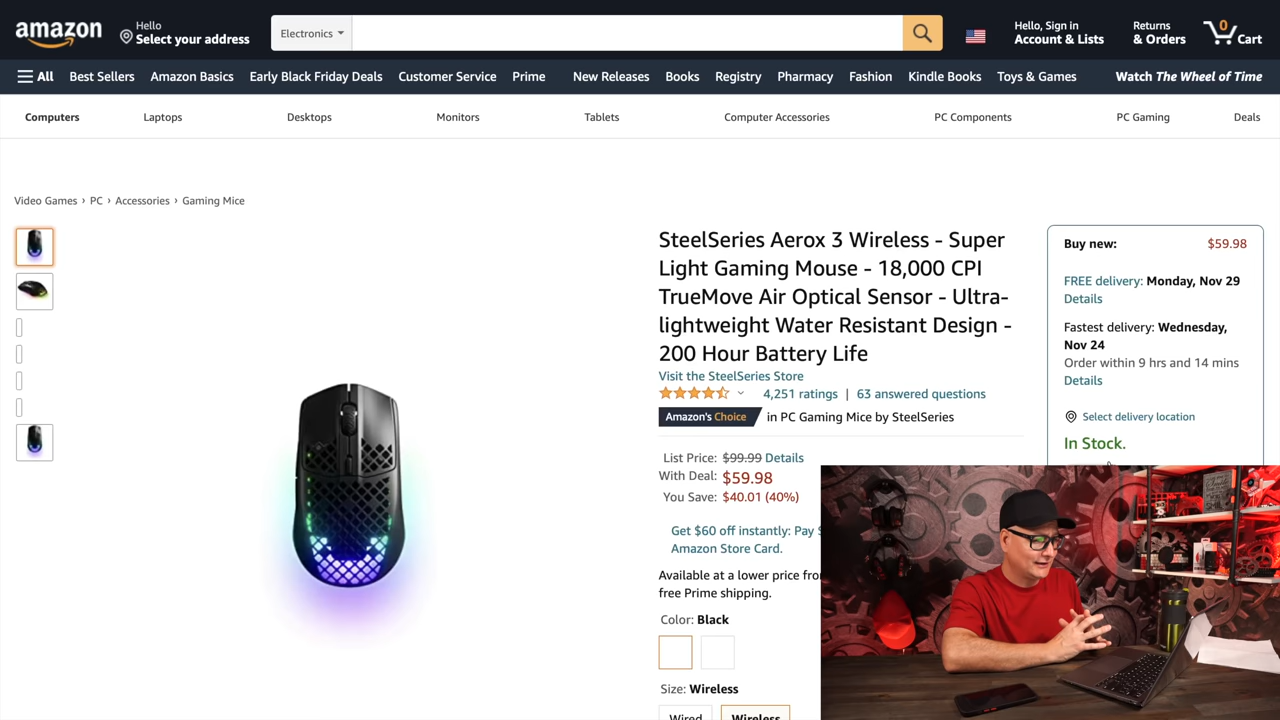 amazon
Hello
Select your address
Electronics
Hello, Sign in
Account & Lists
Returns
& Orders
0
Cart
All
Best Sellers
Amazon Basics
Early Black Friday Deals
Customer Service
Prime
New Releases
Books
Registry
Pharmacy
Fashion
Kindle Books
Toys & Games
Watch The Wheel of Time
Computers
Laptops
Desktops
Monitors
Tablets
Computer Accessories
PC Components
PC Gaming
Deals
Video Games › PC › Accessories › Gaming Mice
SteelSeries Aerox 3 Wireless - Super
Light Gaming Mouse - 18,000 CPI
TrueMove Air Optical Sensor - Ultra-
lightweight Water Resistant Design -
200 Hour Battery Life
Visit the SteelSeries Store
4,251 ratings | 63 answered questions
Amazon's Choice in PC Gaming Mice by SteelSeries
List Price: $99.99 Details
With Deal: $59.98
You Save: $40.01 (40%)
Get $60 off instantly: Pay
Amazon Store Card.
Available at a lower price from
free Prime shipping.
Color: Black
Size: Wireless
Wired
Wireless
Buy new:
$59.98
FREE delivery: Monday, Nov 29
Details
Fastest delivery: Wednesday,
Nov 24
Order within 9 hrs and 14 mins
Details
Select delivery location
In Stock.